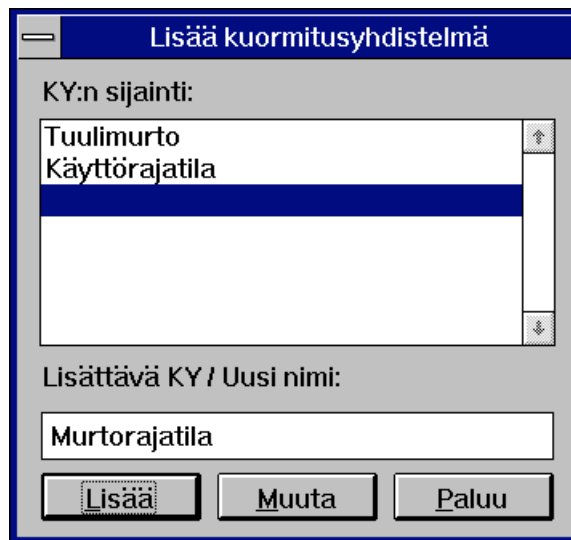 Lisää kuormitusyhdistelmä
KY:n sijainti:
Tuulimurto
Käyttörajatila
Lisättävä KY / Uusi nimi:
Murtorajatila
Lisää Muuta Paluu